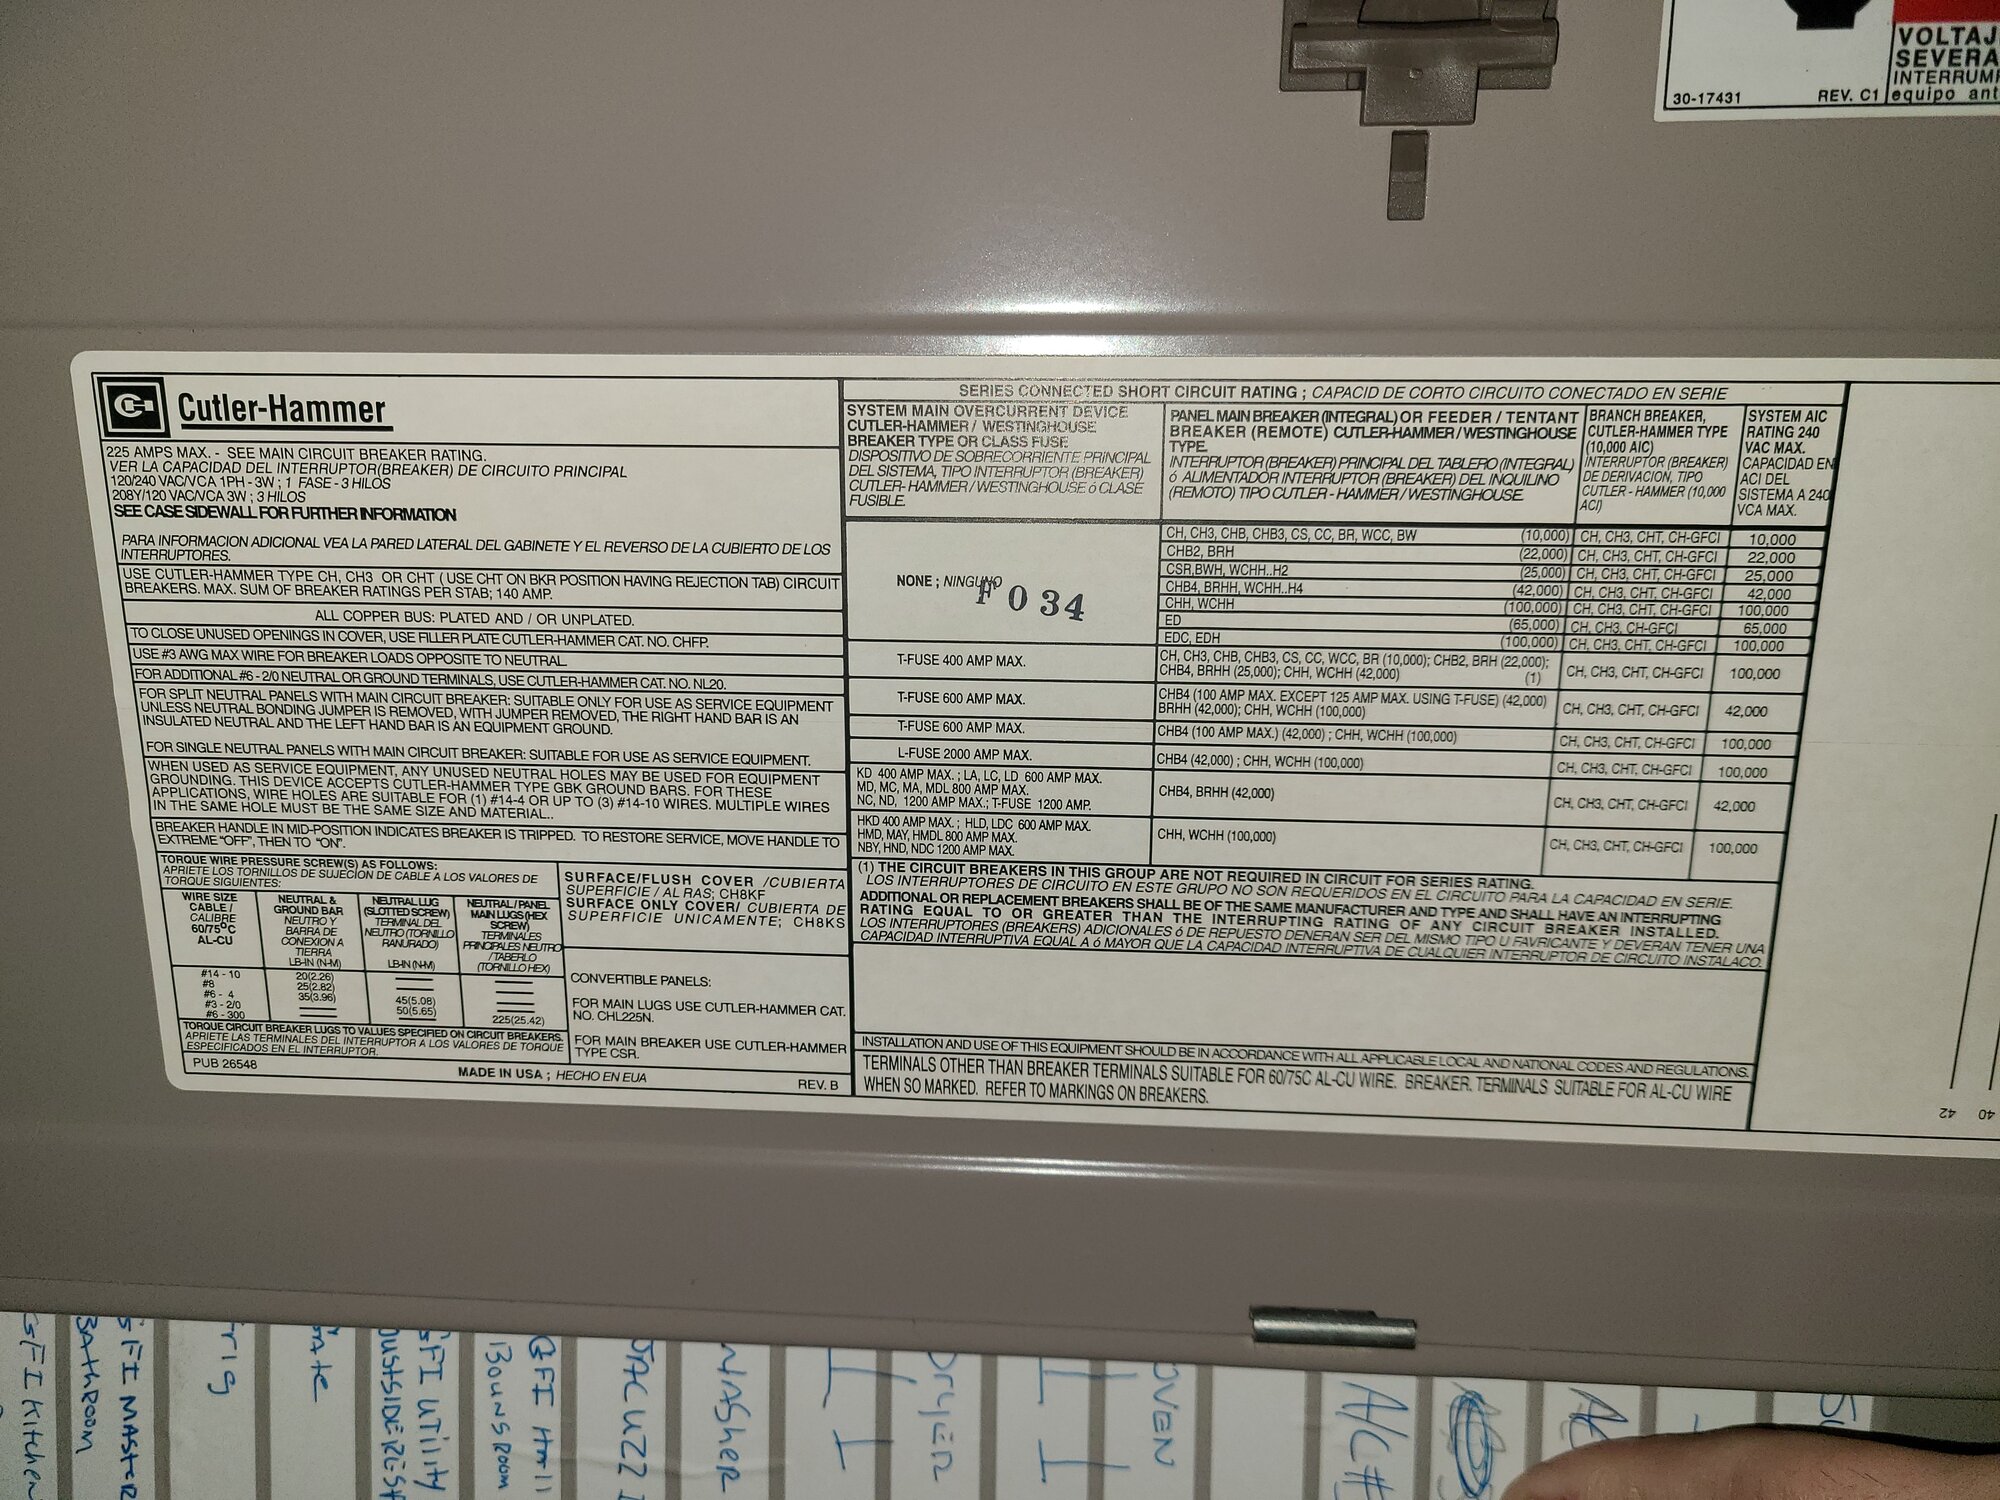 VOLTAJ
SEVERA
INTERRUM
30-17431 REV. C1 equipo ant
Cutler-Hammer
225 AMPS MAX. - SEE MAIN CIRCUIT BREAKER RATING.
VER LA CAPACIDAD DEL INTERRUPTOR(BREAKER) DE CIRCUITO PRINCIPAL
120/240 VAC/VCA 1PH - 3W ; 1 FASE - 3 HILOS
208Y/120 VAC/VCA 3W ; 3 HILOS
SEE CASE SIDEWALL FOR FURTHER INFORMATION
PARA INFORMACION ADICIONAL VEA LA PARED LATERAL DEL GABINETE Y EL REVERSO DE LA CUBIERTO DE LOS
INTERRUPTORES.
USE CUTLER-HAMMER TYPE CH, CH3 OR CHT ( USE CHT ON BKR POSITION HAVING REJECTION TAB) CIRCUIT
BREAKERS. MAX. SUM OF BREAKER RATINGS PER STAB; 140 AMP.
ALL COPPER BUS: PLATED AND / OR UNPLATED.
TO CLOSE UNUSED OPENINGS IN COVER, USE FILLER PLATE CUTLER-HAMMER CAT. NO. CHFP.
USE #3 AWG MAX WIRE FOR BREAKER LOADS OPPOSITE TO NEUTRAL.
FOR ADDITIONAL #6 - 2/0 NEUTRAL OR GROUND TERMINALS, USE CUTLER-HAMMER CAT. NO. NL20.
FOR SPLIT NEUTRAL PANELS WITH MAIN CIRCUIT BREAKER: SUITABLE ONLY FOR USE AS SERVICE EQUIPMENT
UNLESS NEUTRAL BONDING JUMPER IS REMOVED, WITH JUMPER REMOVED, THE RIGHT HAND BAR IS AN
INSULATED NEUTRAL AND THE LEFT HAND BAR IS AN EQUIPMENT GROUND.
FOR SINGLE NEUTRAL PANELS WITH MAIN CIRCUIT BREAKER: SUITABLE FOR USE AS SERVICE EQUIPMENT.
WHEN USED AS SERVICE EQUIPMENT, ANY UNUSED NEUTRAL HOLES MAY BE USED FOR EQUIPMENT
GROUNDING. THIS DEVICE ACCEPTS CUTLER-HAMMER TYPE GBK GROUND BARS. FOR THESE
APPLICATIONS, WIRE HOLES ARE SUITABLE FOR (1) #14-4 OR UP TO (3) #14-10 WIRES. MULTIPLE WIRES
IN THE SAME HOLE MUST BE THE SAME SIZE AND MATERIAL..
BREAKER HANDLE IN MID-POSITION INDICATES BREAKER IS TRIPPED. TO RESTORE SERVICE, MOVE HANDLE TO
EXTREME "OFF", THEN TO "ON".
TORQUE WIRE PRESSURE SCREW(S) AS FOLLOWS:
APRIETE LOS TORNILLOS DE SUJECION DE CABLE A LOS VALORES DE
TORQUE SIGUIENTES:
WIRE SIZE
CABLE /
CALIBRE
60/75°C
AL-CU
NEUTRAL &
GROUND BAR
NEUTRO Y
BARRA DE
CONEXION A
TIERRA
LB-IN (N-M)
NEUTRAL LUG
(SLOTTED SCREW)
TERMINAL DEL
NEUTRO (TORNILLO
RANURADO)
LB-IN (N-M)
NEUTRAL/PANEL
MAIN LUGS (HEX
SCREW)
TERMINALES
PRINCIPALES NEUTRO
/TABERLO
(TORNILLO HEX)
#14 - 10 20(2.26)
#8 25(2.82)
#6 - 4 35(3.96)
#3 - 2/0 45(5.08)
#6 - 300 50(5.65) 225(25.42)
TORQUE CIRCUIT BREAKER LUGS TO VALUES SPECIFIED ON CIRCUIT BREAKERS.
APRIETE LAS TERMINALES DEL INTERRUPTOR A LOS VALORES DE TORQUE
ESPECIFICADOS EN EL INTERRUPTOR.
SURFACE/FLUSH COVER /CUBIERTA
SUPERFICIE / AL RAS; CH8KF
SURFACE ONLY COVER/ CUBIERTA DE
SUPERFICIE UNICAMENTE; CH8KS
CONVERTIBLE PANELS:
FOR MAIN LUGS USE CUTLER-HAMMER CAT.
NO. CHL225N.
FOR MAIN BREAKER USE CUTLER-HAMMER
TYPE CSR.
PUB 26548 MADE IN USA ; HECHO EN EUA REV. B
SERIES CONNECTED SHORT CIRCUIT RATING ; CAPACID DE CORTO CIRCUITO CONECTADO EN SERIE
SYSTEM MAIN OVERCURRENT DEVICE
CUTLER-HAMMER / WESTINGHOUSE
BREAKER TYPE OR CLASS FUSE
DISPOSITIVO DE SOBRECORRIENTE PRINCIPAL
DEL SISTEMA, TIPO INTERRUPTOR (BREAKER)
CUTLER- HAMMER / WESTINGHOUSE ó CLASE
FUSIBLE.
PANEL MAIN BREAKER (INTEGRAL) OR FEEDER / TENTANT
BREAKER (REMOTE) CUTLER-HAMMER / WESTINGHOUSE
TYPE.
INTERRUPTOR (BREAKER) PRINCIPAL DEL TABLERO (INTEGRAL)
ó ALIMENTADOR INTERRUPTOR (BREAKER) DEL INQUILINO
(REMOTO) TIPO CUTLER - HAMMER / WESTINGHOUSE.
BRANCH BREAKER,
CUTLER-HAMMER TYPE
(10,000 AIC)
INTERRUPTOR (BREAKER)
DE DERIVACION, TIPO
CUTLER - HAMMER (10,000
ACI)
SYSTEM AIC
RATING 240
VAC MAX.
CAPACIDAD EN
ACI DEL
SISTEMA A 240
VCA MAX.
NONE ; NINGUNO
F 034
CH, CH3, CHB, CHB3, CS, CC, BR, WCC, BW (10,000) CH, CH3, CHT, CH-GFCI 10,000
CHB2, BRH (22,000) CH, CH3, CHT, CH-GFCI 22,000
CSR,BWH, WCHH..H2 (25,000) CH, CH3, CHT, CH-GFCI 25,000
CHB4, BRHH, WCHH..H4 (42,000) CH, CH3, CHT, CH-GFCI 42,000
CHH, WCHH (100,000) CH, CH3, CHT, CH-GFCI 100,000
ED (65,000) CH, CH3, CH-GFCI 65,000
EDC, EDH (100,000) CH, CH3, CHT, CH-GFCI 100,000
T-FUSE 400 AMP MAX. CH, CH3, CHB, CHB3, CS, CC, WCC, BR (10,000); CHB2, BRH (22,000);
CHB4, BRHH (25,000); CHH, WCHH (42,000) (1) CH, CH3, CHT, CH-GFCI 100,000
T-FUSE 600 AMP MAX. CHB4 (100 AMP MAX. EXCEPT 125 AMP MAX. USING T-FUSE) (42,000)
BRHH (42,000); CHH, WCHH (100,000) CH, CH3, CHT, CH-GFCI 42,000
T-FUSE 600 AMP MAX. CHB4 (100 AMP MAX.) (42,000) ; CHH, WCHH (100,000) CH, CH3, CHT, CH-GFCI 100,000
L-FUSE 2000 AMP MAX. CHB4 (42,000) ; CHH, WCHH (100,000) CH, CH3, CHT, CH-GFCI 100,000
KD 400 AMP MAX. ; LA, LC, LD 600 AMP MAX.
MD, MC, MA, MDL 800 AMP MAX.
NC, ND, 1200 AMP MAX.; T-FUSE 1200 AMP.
CHB4, BRHH (42,000) CH, CH3, CHT, CH-GFCI 42,000
HKD 400 AMP MAX. ; HLD, LDC 600 AMP MAX.
HMD, MAY, HMDL 800 AMP MAX.
NBY, HND, NDC 1200 AMP MAX.
CHH, WCHH (100,000) CH, CH3, CHT, CH-GFCI 100,000
(1) THE CIRCUIT BREAKERS IN THIS GROUP ARE NOT REQUIRED IN CIRCUIT FOR SERIES RATING.
LOS INTERRUPTORES DE CIRCUITO EN ESTE GRUPO NO SON REQUERIDOS EN EL CIRCUITO PARA LA CAPACIDAD EN SERIE.
ADDITIONAL OR REPLACEMENT BREAKERS SHALL BE OF THE SAME MANUFACTURER AND TYPE AND SHALL HAVE AN INTERRUPTING
RATING EQUAL TO OR GREATER THAN THE INTERRUPTING RATING OF ANY CIRCUIT BREAKER INSTALLED.
LOS INTERRUPTORES (BREAKERS) ADICIONALES ó DE REPUESTO DENERAN SER DEL MISMO TIPO U FAVRICANTE Y DEVERAN TENER UNA
CAPACIDAD INTERRUPTIVA EQUAL A ó MAYOR QUE LA CAPACIDAD INTERRUPTIVA DE CUALQUIER INTERRUPTOR DE CIRCUITO INSTALACO.
INSTALLATION AND USE OF THIS EQUIPMENT SHOULD BE IN ACCORDANCE WITH ALL APPLICABLE LOCAL AND NATIONAL CODES AND REGULATIONS.
TERMINALS OTHER THAN BREAKER TERMINALS SUITABLE FOR 60/75C AL-CU WIRE. BREAKER. TERMINALS SUITABLE FOR AL-CU WIRE
WHEN SO MARKED. REFER TO MARKINGS ON BREAKERS.
42 40
GFI Kitchen
GFI MASTER
BAthROOM
GFI UTILITY
GFI HAll
JACUZZI
WASheR
DRYER
OVEN
A/C #